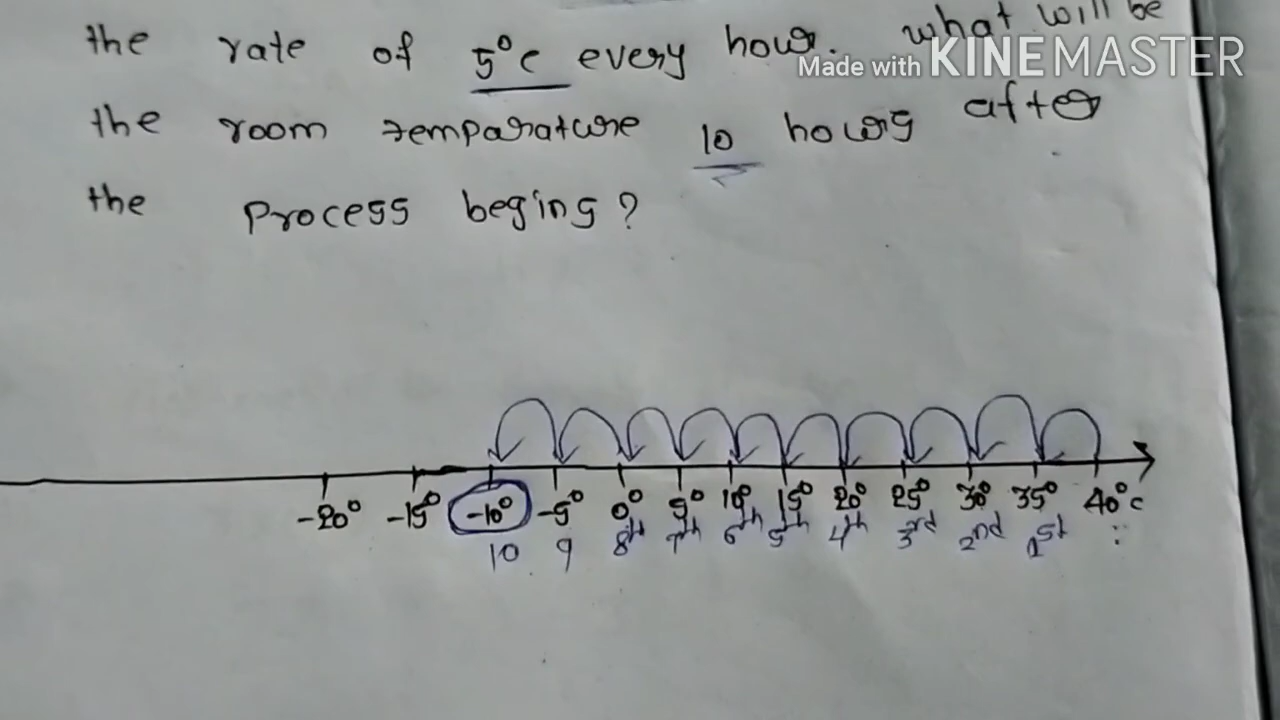 the rate of 5°c every hour. what will be
Made with KINEMASTER
the room temparature 10 hours after
the process begins?
-20° -15° -10° -5° 0° 5° 10° 15° 20° 25° 30° 35° 40°c
10 9 8th 7th 6th 5th 4th 3rd 2nd 1st